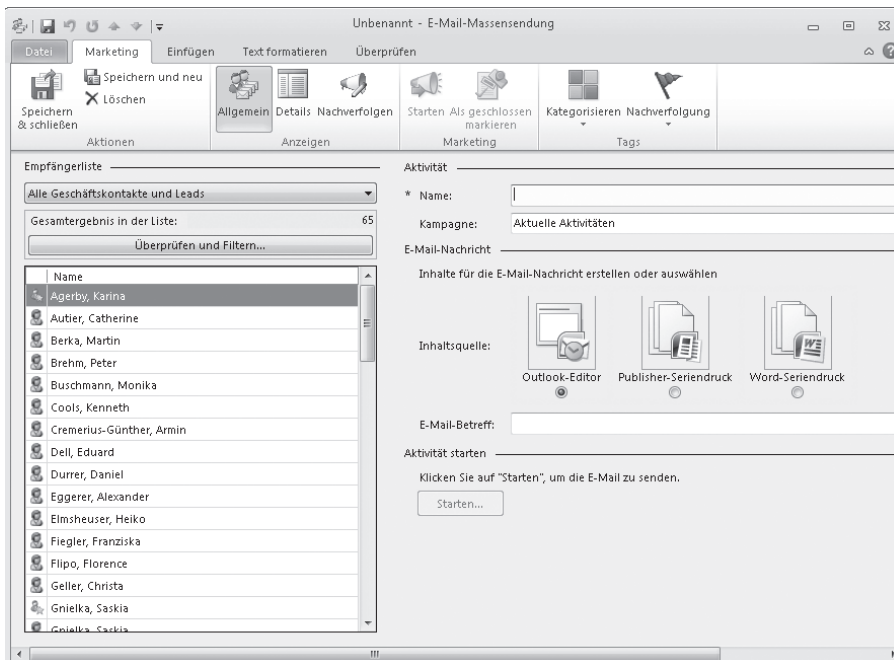 Unbenannt - E-Mail-Massensendung
Datei Marketing Einfügen Text formatieren Überprüfen
Speichern & schließen
Speichern und neu
Löschen
Aktionen
Allgemein Details Nachverfolgen
Anzeigen
Starten Als geschlossen markieren
Marketing
Kategorisieren Nachverfolgung
Tags
Empfängerliste
Alle Geschäftskontakte und Leads
Gesamtergebnis in der Liste: 65
Überprüfen und Filtern...
Name
Agerby, Karina
Autier, Catherine
Berka, Martin
Brehm, Peter
Buschmann, Monika
Cools, Kenneth
Cremerius-Günther, Armin
Dell, Eduard
Durrer, Daniel
Eggerer, Alexander
Elmsheuser, Heiko
Fiegler, Franziska
Flipo, Florence
Geller, Christa
Gnielka, Saskia
Gnielka, Saskia
Aktivität
* Name:
Kampagne: Aktuelle Aktivitäten
E-Mail-Nachricht
Inhalte für die E-Mail-Nachricht erstellen oder auswählen
Inhaltsquelle:
Outlook-Editor Publisher-Seriendruck Word-Seriendruck
E-Mail-Betreff:
Aktivität starten
Klicken Sie auf "Starten", um die E-Mail zu senden.
Starten...